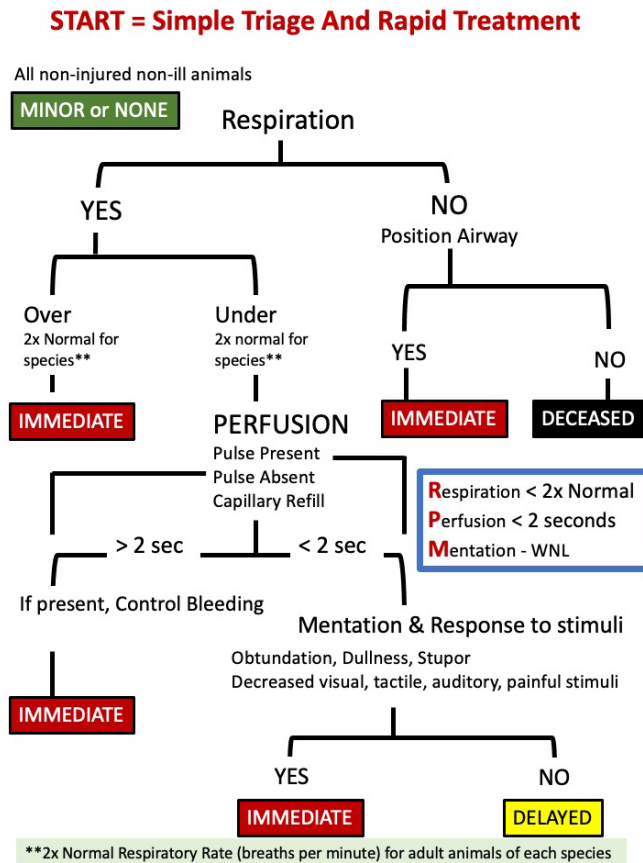 START = Simple Triage And Rapid Treatment
All non-injured non-ill animals
MINOR or NONE
Respiration
YES
NO
Position Airway
Over
2x Normal for
species**
Under
2x normal for
species**
YES
NO
IMMEDIATE
IMMEDIATE
DECEASED
PERFUSION
Pulse Present
Pulse Absent
Capillary Refill
Respiration < 2x Normal
Perfusion < 2 seconds
Mentation - WNL
> 2 sec
< 2 sec
If present, Control Bleeding
Mentation & Response to stimuli
Obtundation, Dullness, Stupor
Decreased visual, tactile, auditory, painful stimuli
IMMEDIATE
YES
NO
IMMEDIATE
DELAYED
**2x Normal Respiratory Rate (breaths per minute) for adult animals of each species